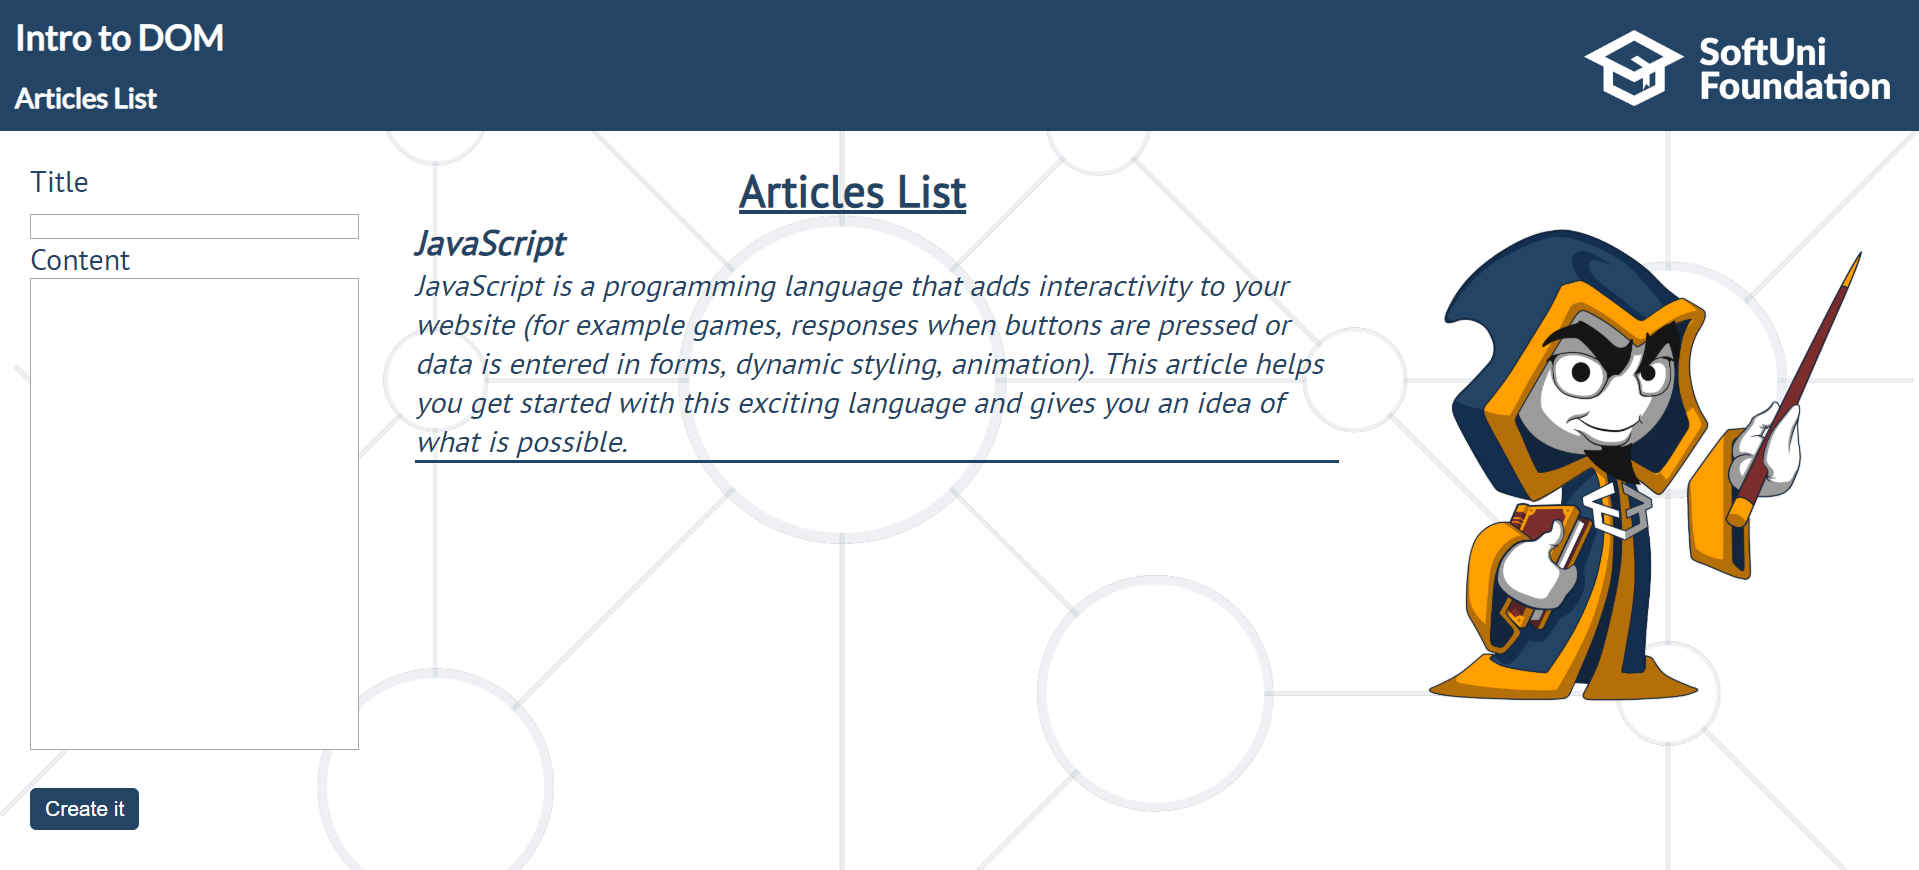 Intro to DOM
Articles List
SoftUni
Foundation
Title
Content
Create it
Articles List
JavaScript
JavaScript is a programming language that adds interactivity to your
website (for example games, responses when buttons are pressed or
data is entered in forms, dynamic styling, animation). This article helps
you get started with this exciting language and gives you an idea of
what is possible.